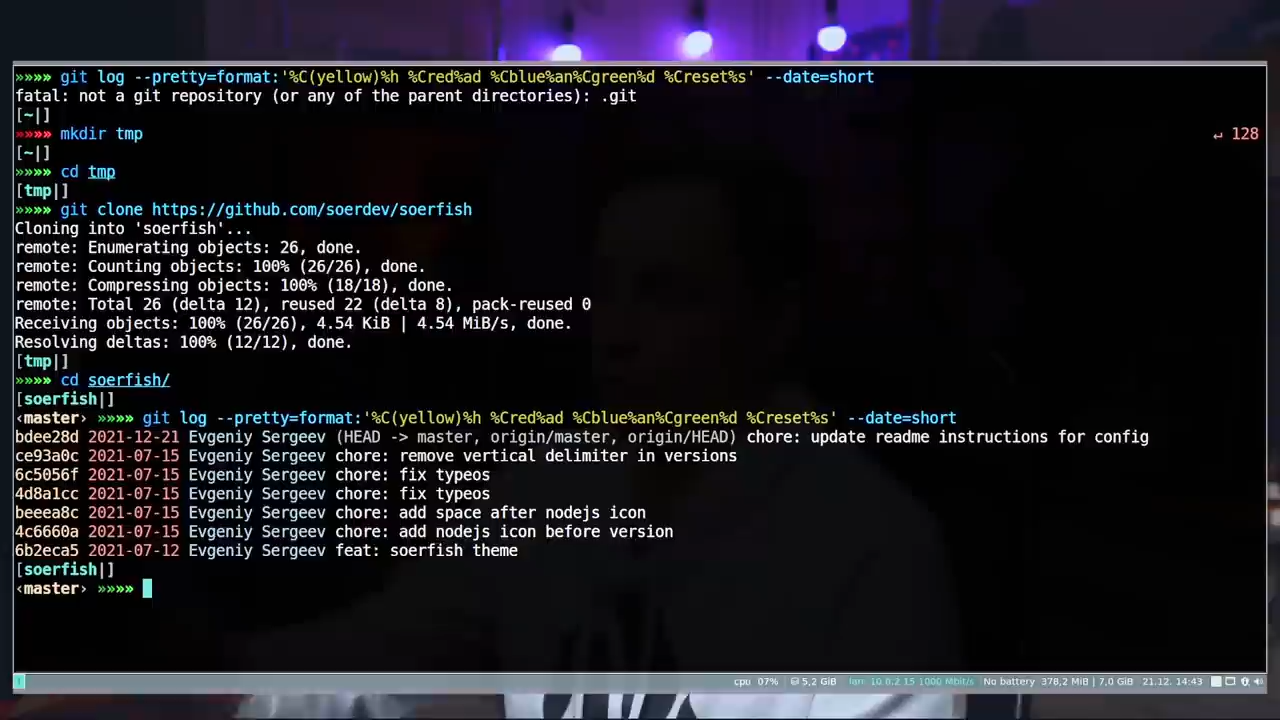 »»»» git log --pretty=format:'%C(yellow)%h %Cred%ad %Cblue%an%Cgreen%d %Creset%s' --date=short
fatal: not a git repository (or any of the parent directories): .git
[~|]
»»»» mkdir tmp ↵ 128
[~|]
»»»» cd tmp
[tmp|]
»»»» git clone https://github.com/soerdev/soerfish
Cloning into 'soerfish'...
remote: Enumerating objects: 26, done.
remote: Counting objects: 100% (26/26), done.
remote: Compressing objects: 100% (18/18), done.
remote: Total 26 (delta 12), reused 22 (delta 8), pack-reused 0
Receiving objects: 100% (26/26), 4.54 KiB | 4.54 MiB/s, done.
Resolving deltas: 100% (12/12), done.
[tmp|]
»»»» cd soerfish/
[soerfish|]
‹master› »»»» git log --pretty=format:'%C(yellow)%h %Cred%ad %Cblue%an%Cgreen%d %Creset%s' --date=short
bdee28d 2021-12-21 Evgeniy Sergeev (HEAD -> master, origin/master, origin/HEAD) chore: update readme instructions for config
ce93a0c 2021-07-15 Evgeniy Sergeev chore: remove vertical delimiter in versions
6c5056f 2021-07-15 Evgeniy Sergeev chore: fix typeos
4d8a1cc 2021-07-15 Evgeniy Sergeev chore: fix typeos
beeea8c 2021-07-15 Evgeniy Sergeev chore: add space after nodejs icon
4c6660a 2021-07-15 Evgeniy Sergeev chore: add nodejs icon before version
6b2eca5 2021-07-12 Evgeniy Sergeev feat: soerfish theme
[soerfish|]
‹master› »»»»
1 cpu 07% 5,2 GiB lan: 10.0.2.15 1000 Mbit/s No battery 378,2 MiB | 7,0 GiB 21.12. 14:43